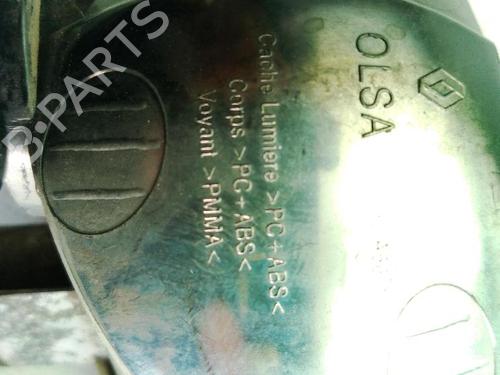 B-PARTS
OLSA
Cache Lumiere >PC+ABS<
Corps >PC+ABS<
Voyant >PMMA<